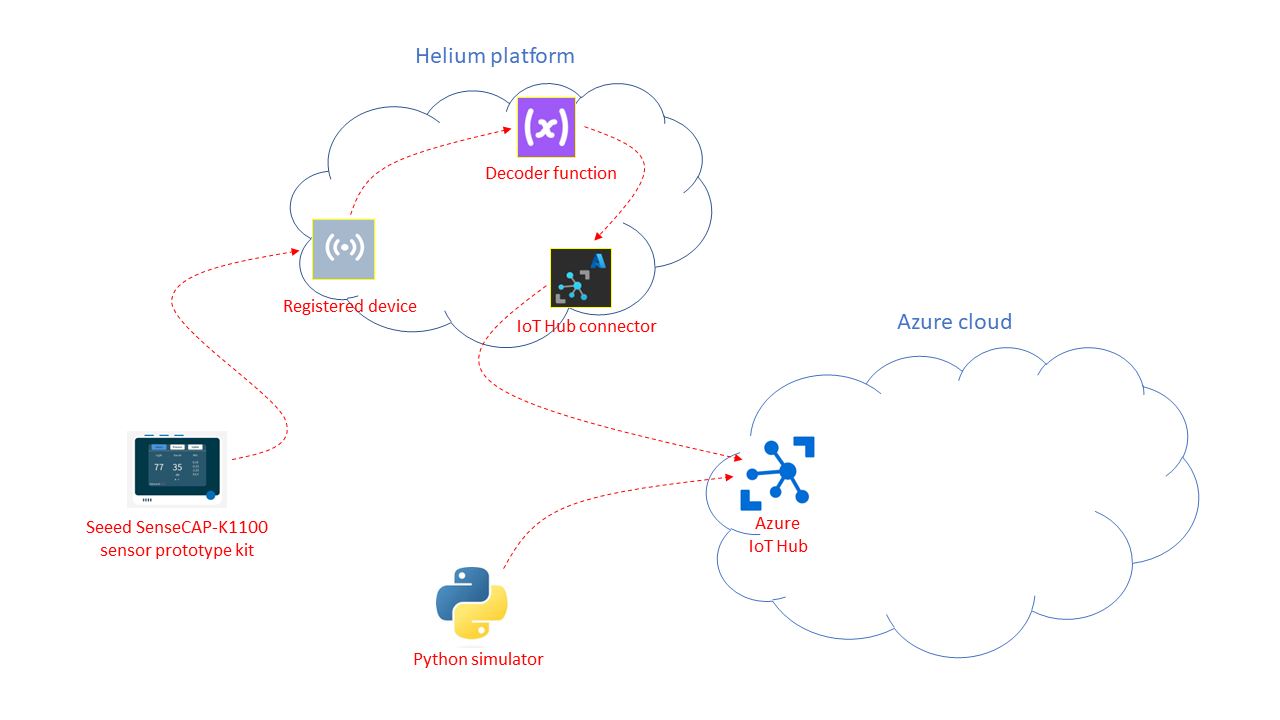 Helium platform
Decoder function
Registered device
IoT Hub connector
Azure cloud
77 35
Seeed SenseCAP-K1100
sensor prototype kit
Azure
IoT Hub
Python simulator